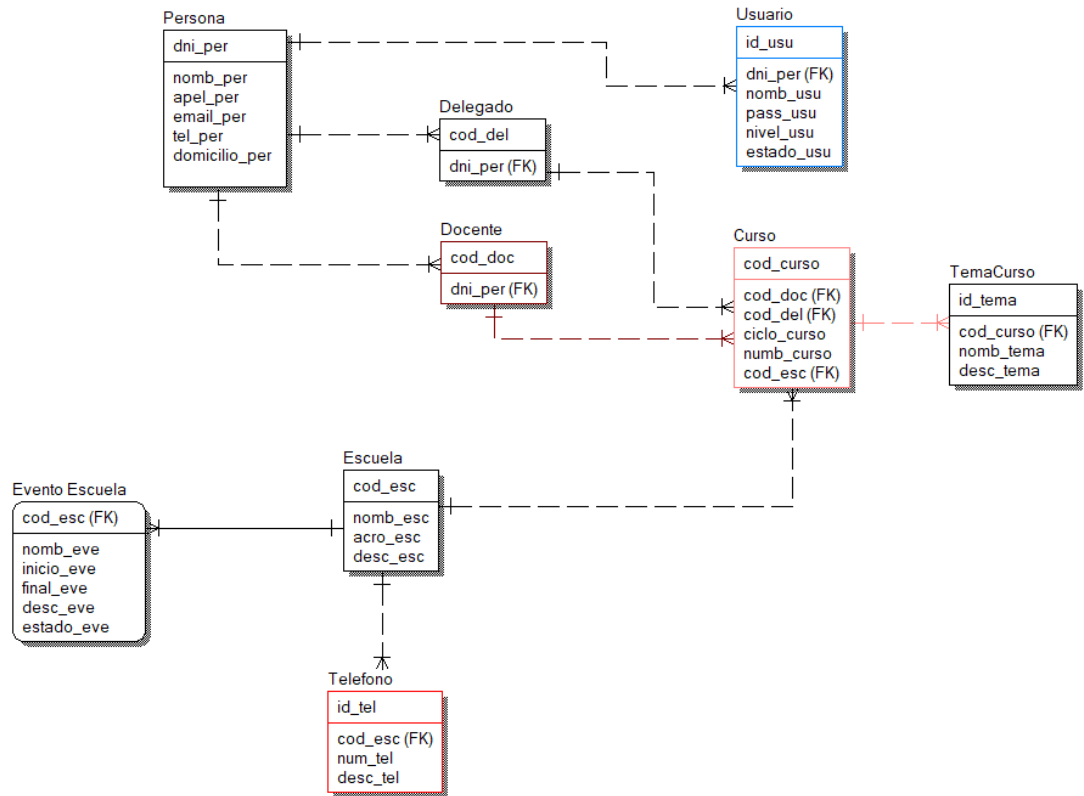 Persona
dni_per
nomb_per
apel_per
email_per
tel_per
domicilio_per
Usuario
id_usu
dni_per (FK)
nomb_usu
pass_usu
nivel_usu
estado_usu
Delegado
cod_del
dni_per (FK)
Docente
cod_doc
dni_per (FK)
Curso
cod_curso
cod_doc (FK)
cod_del (FK)
ciclo_curso
numb_curso
cod_esc (FK)
TemaCurso
id_tema
cod_curso (FK)
nomb_tema
desc_tema
Escuela
cod_esc
nomb_esc
acro_esc
desc_esc
Evento Escuela
cod_esc (FK)
nomb_eve
inicio_eve
final_eve
desc_eve
estado_eve
Telefono
id_tel
cod_esc (FK)
num_tel
desc_tel